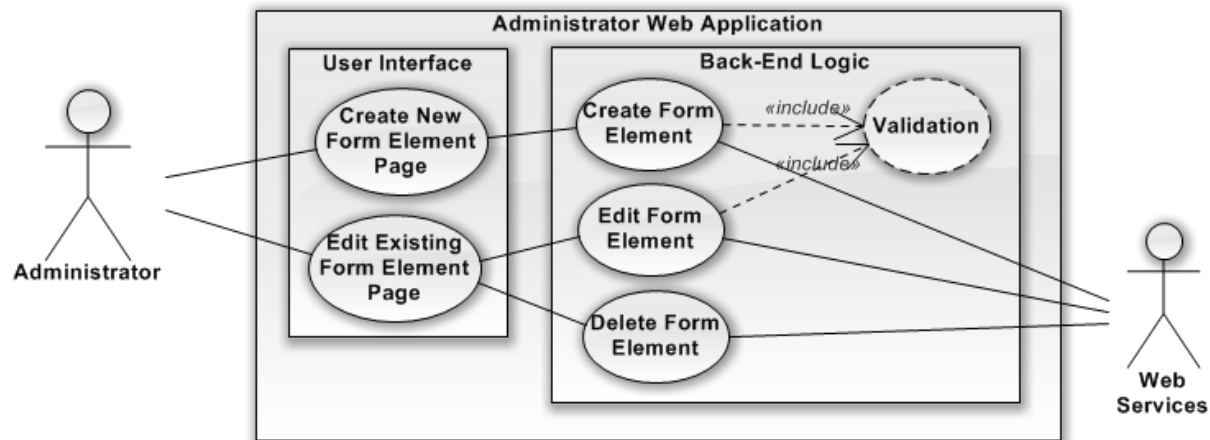 Administrator Web Application
User Interface
Back-End Logic
Create New
Form Element
Page
Create Form
Element
«include»
Validation
«include»
Edit Existing
Form Element
Page
Edit Form
Element
Delete Form
Element
Administrator
Web
Services